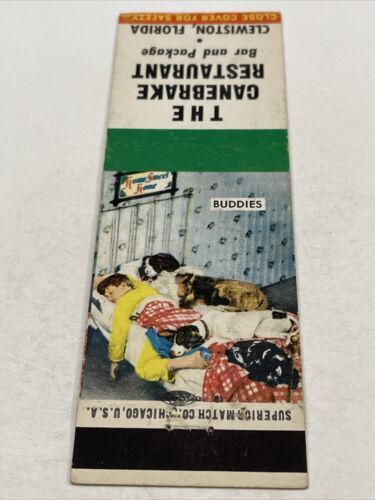 CLOSE COVER FOR SAFETY
THE
CANEBRAKE
RESTAURANT
Bar and Package
•
CLEWISTON, FLORIDA
Home Sweet
Home
BUDDIES
SUPERIOR MATCH CO., CHICAGO, U.S.A.